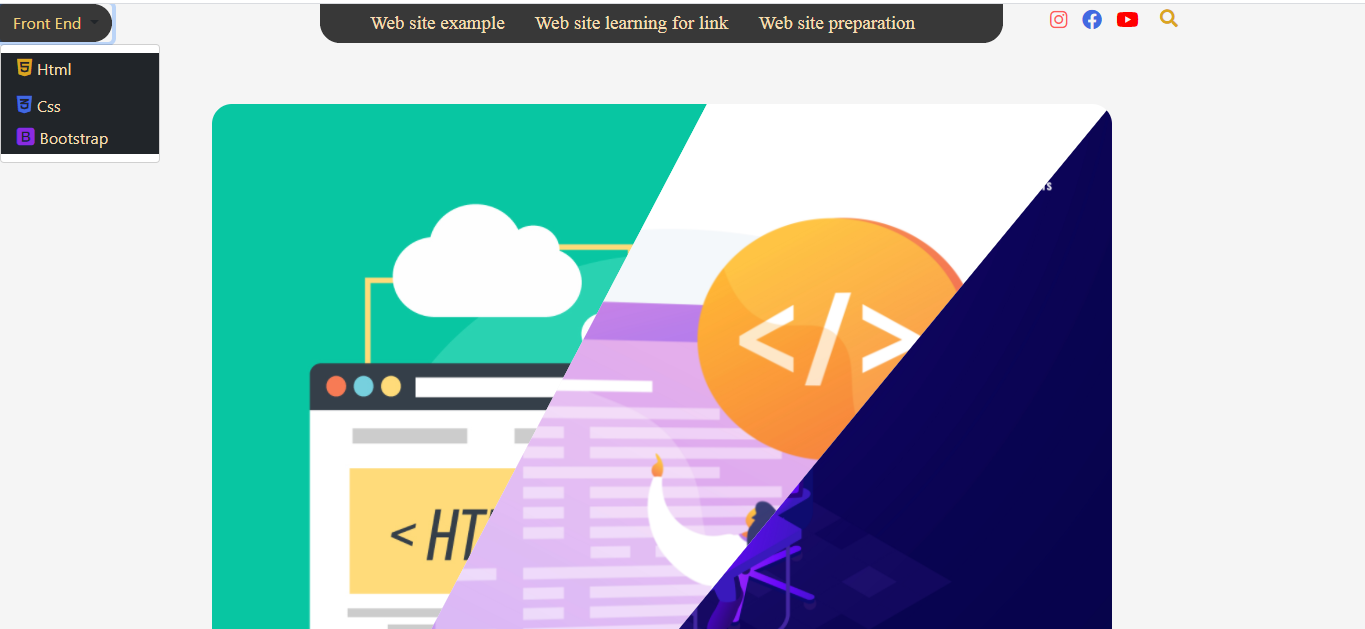 Front End
Web site example
Web site learning for link
Web site preparation
Html
Css
Bootstrap
</>
< HT